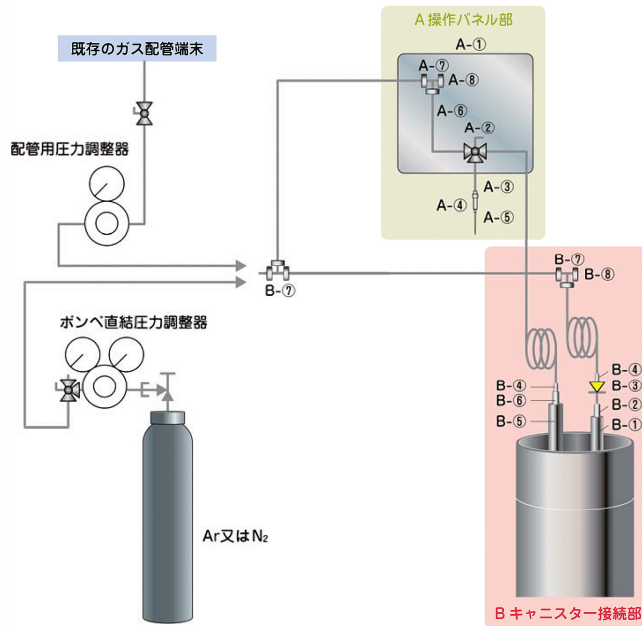 A 操作パネル部
既存のガス配管端末
A-①
A-⑦
A-⑧
A-⑥
A-②
配管用圧力調整器
A-③
A-④
A-⑤
B-⑦
B-⑧
B-⑦
ボンベ直結圧力調整器
B-④
B-③
B-④
B-⑥
B-②
B-⑤
B-①
Ar又はN₂
B キャニスター接続部